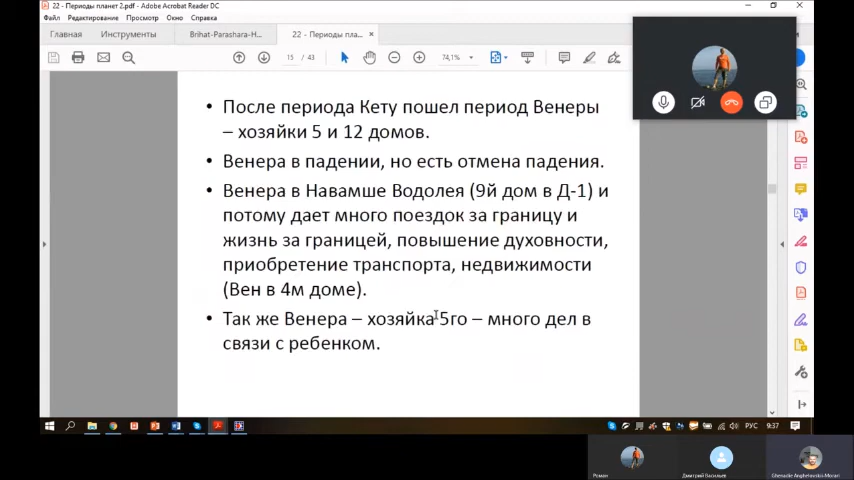 22 - Периоды планет 2.pdf - Adobe Acrobat Reader DC
Файл Редактирование Просмотр Окно Справка
Главная Инструменты Brihat-Parashara-H... 22 - Периоды план... ×
15 / 43 74,1%
• После периода Кету пошел период Венеры
– хозяйки 5 и 12 домов.
• Венера в падении, но есть отмена падения.
• Венера в Навамше Водолея (9й дом в Д-1) и
потому дает много поездок за границу и
жизнь за границей, повышение духовности,
приобретение транспорта, недвижимости
(Вен в 4м доме).
• Так же Венера – хозяйка 5го – много дел в
связи с ребенком.
РУС 9:37
Роман Дмитрий Васильев Ghenadie Anghelovskii-Morari